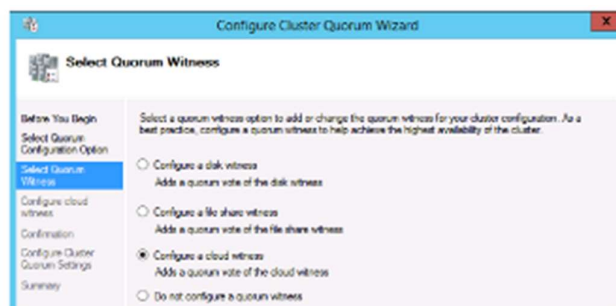 Configure Cluster Quorum Wizard
Select Quorum Witness
Before You Begin
Select Quorum
Configuration Option
Select Quorum
Witness
Configure cloud
witness
Confirmation
Configure Cluster
Quorum Settings
Summary
Select a quorum witness option to add or change the quorum witness for your cluster configuration. As a
best practice, configure a quorum witness to help achieve the highest availability of the cluster.
Configure a disk witness
Adds a quorum vote of the disk witness
Configure a file share witness
Adds a quorum vote of the file share witness
Configure a cloud witness
Adds a quorum vote of the cloud witness
Do not configure a quorum witness